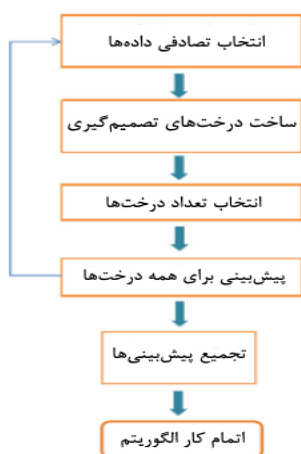 انتخاب تصادفی داده‌ها
ساخت درخت‌های تصمیم‌گیری
انتخاب تعداد درخت‌ها
پیش‌بینی برای همه درخت‌ها
تجمیع پیش‌بینی‌ها
اتمام کار الگوریتم